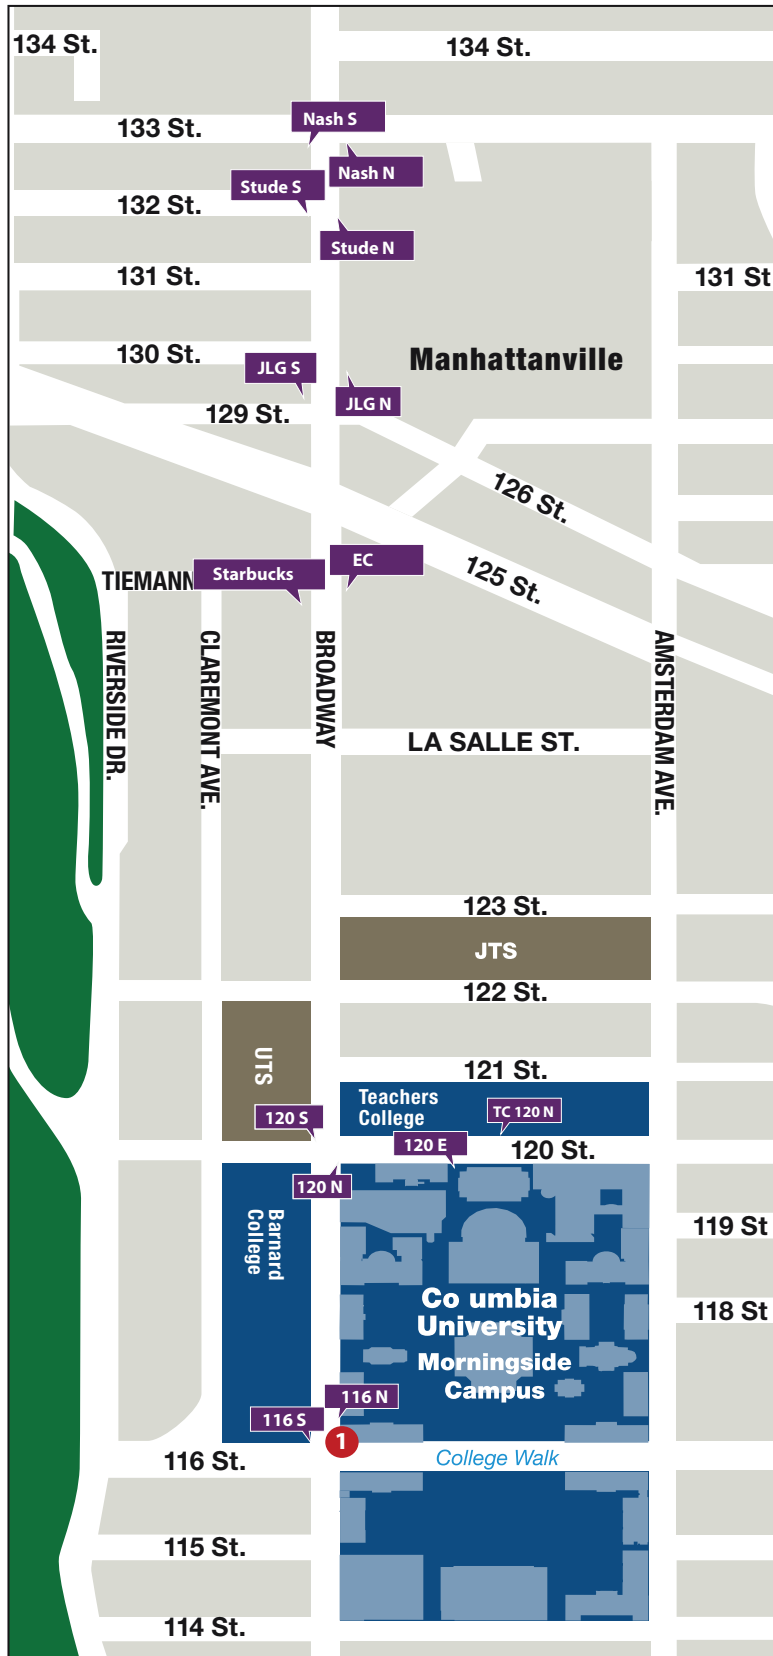 134 St.
134 St.
Nash S
133 St.
Nash N
Stude S
132 St.
Stude N
131 St.
131 St
130 St.
Manhattanville
JLG S
JLG N
129 St.
126 St.
125 St.
EC
Starbucks
TIEMANN
RIVERSIDE DR.
CLAREMONT AVE.
BROADWAY
AMSTERDAM AVE.
LA SALLE ST.
123 St.
JTS
122 St.
UTS
121 St.
Teachers
College
TC 120 N
120 S
120 E
120 St.
120 N
Barnard
College
119 St
Co umbia
University
118 St
Morningside
Campus
116 N
116 S
1
116 St.
College Walk
115 St.
114 St.